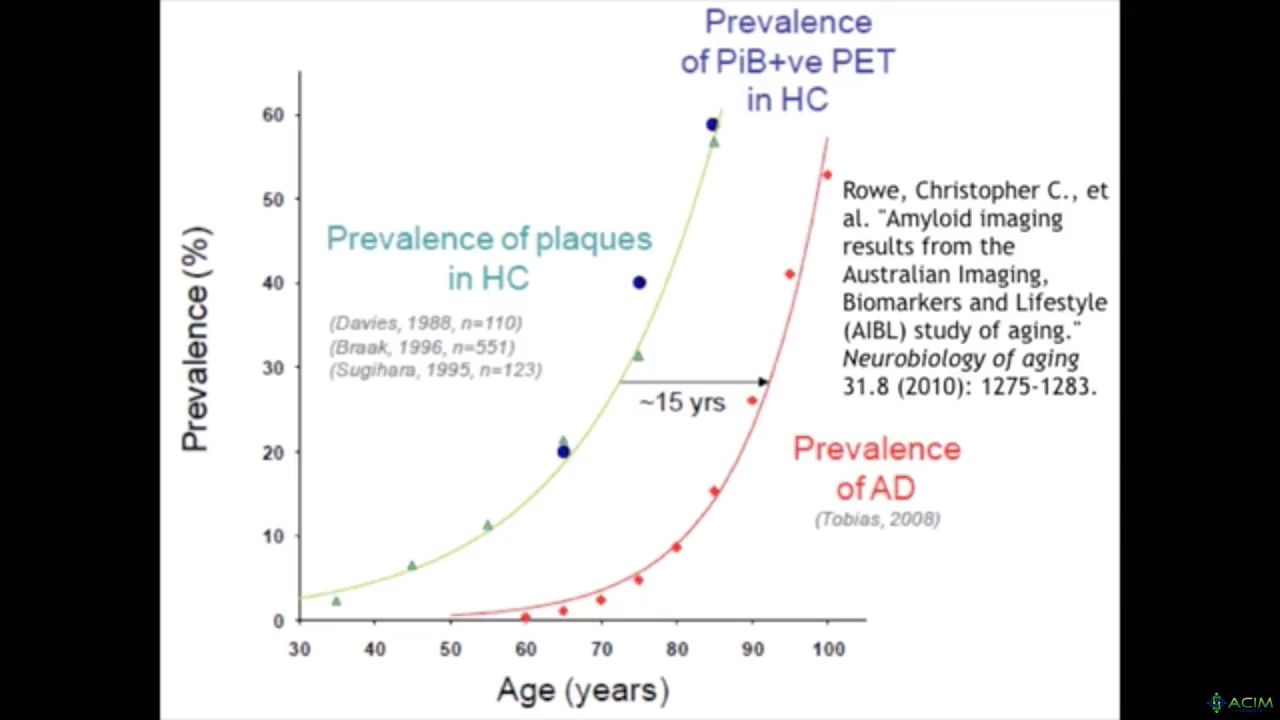 Prevalence
of PiB+ve PET
in HC
Prevalence of plaques
in HC
(Davies, 1988, n=110)
(Braak, 1996, n=551)
(Sugihara, 1995, n=123)
~15 yrs
Rowe, Christopher C., et
al. "Amyloid imaging
results from the
Australian Imaging,
Biomarkers and Lifestyle
(AIBL) study of aging."
Neurobiology of aging
31.8 (2010): 1275-1283.
Prevalence
of AD
(Tobias, 2008)
Prevalence (%)
60
50
40
30
20
10
0
30 40 50 60 70 80 90 100
Age (years)
ACIM